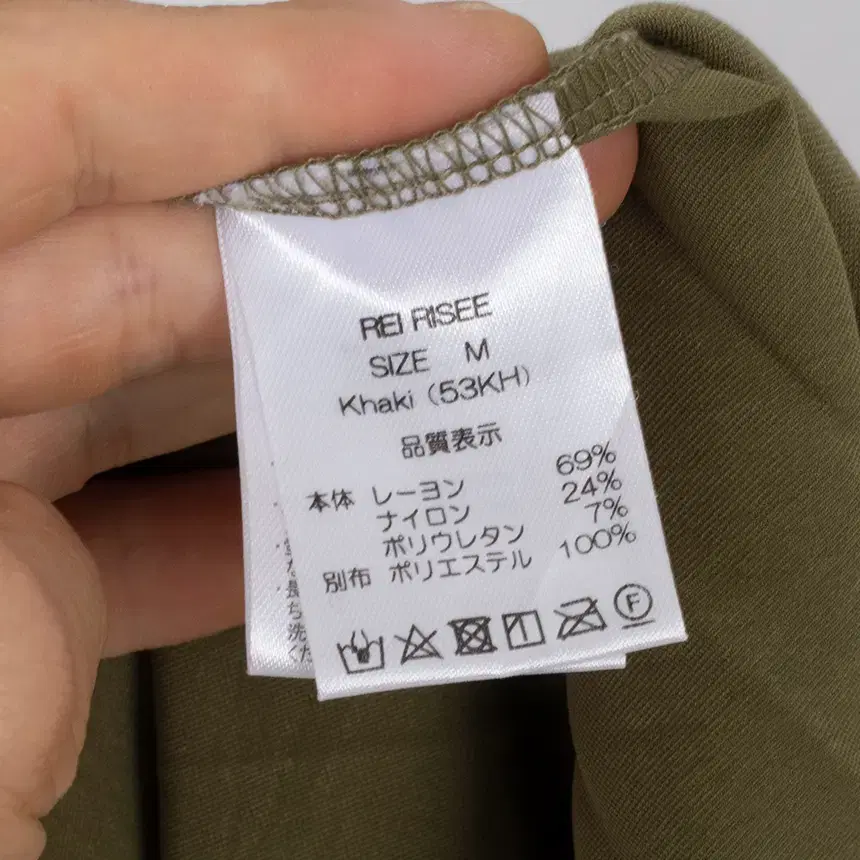 REI RISEE
SIZE M
Khaki (53KH)
品質表示
本体 レーヨン 69%
ナイロン 24%
ポリウレタン 7%
別布 ポリエステル 100%
F